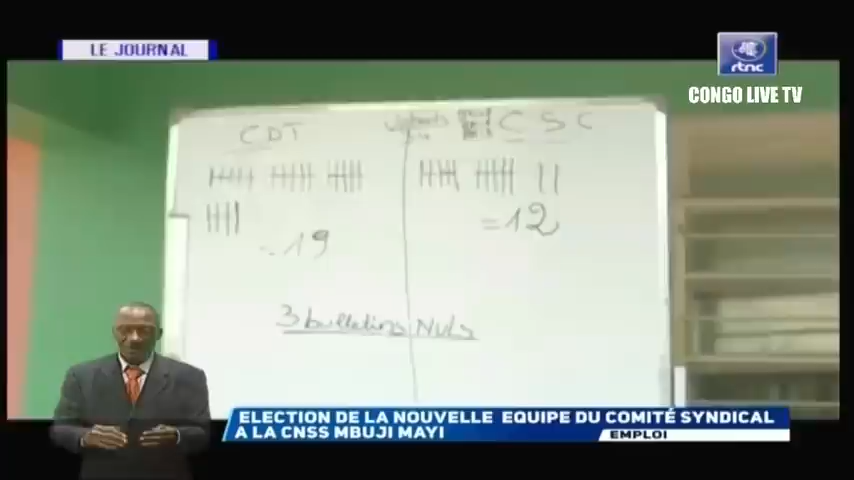 LE JOURNAL
rtnc
CONGO LIVE TV
CDT
CSC
= 19
= 12
3 bulletins Nuls
ELECTION DE LA NOUVELLE EQUIPE DU COMITÉ SYNDICAL
A LA CNSS MBUJI MAYI
EMPLOI